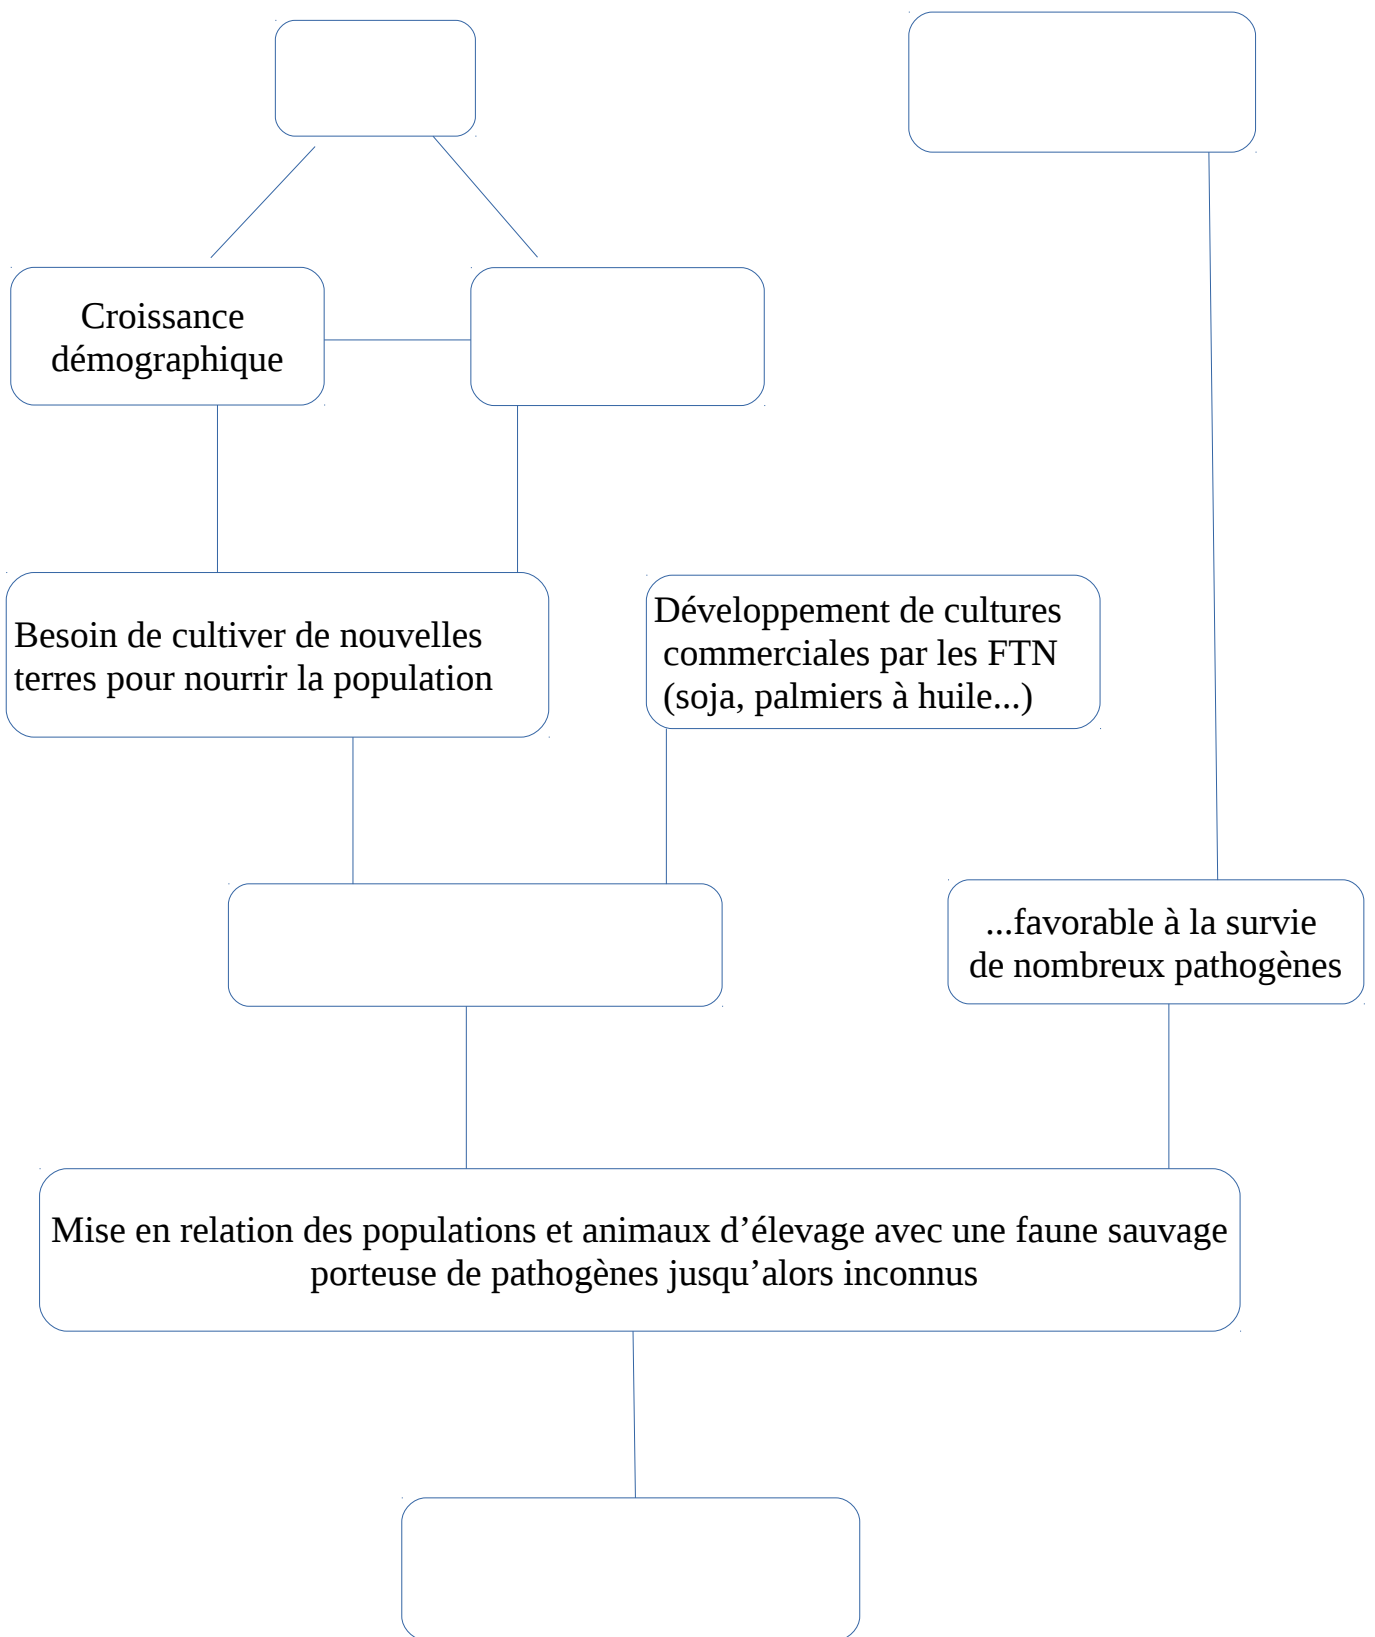 Croissance
démographique
Besoin de cultiver de nouvelles
terres pour nourrir la population
Développement de cultures
commerciales par les FTN
(soja, palmiers à huile...)
...favorable à la survie
de nombreux pathogènes
Mise en relation des populations et animaux d’élevage avec une faune sauvage
porteuse de pathogènes jusqu’alors inconnus